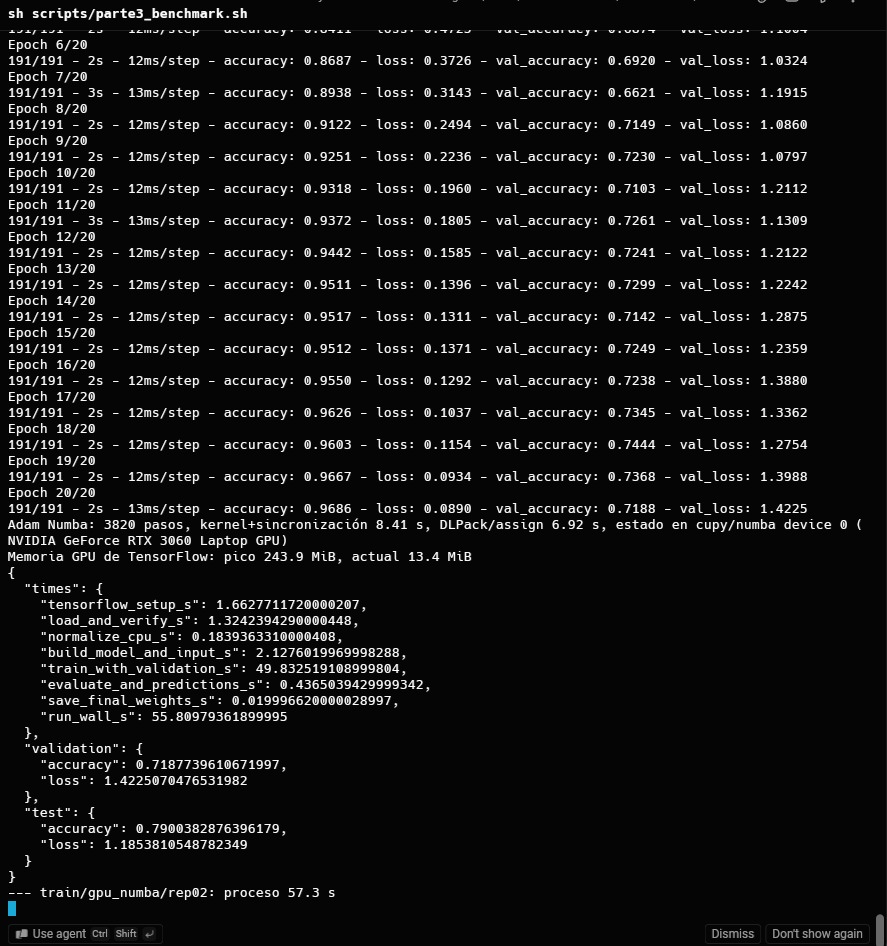 sh scripts/parte3_benchmark.sh
191/191 - 2s - 12ms/step - accuracy: 0.8411 - loss: 0.4725 - val_accuracy: 0.6874 - val_loss: 1.1004
Epoch 6/20
191/191 - 2s - 12ms/step - accuracy: 0.8687 - loss: 0.3726 - val_accuracy: 0.6920 - val_loss: 1.0324
Epoch 7/20
191/191 - 3s - 13ms/step - accuracy: 0.8938 - loss: 0.3143 - val_accuracy: 0.6621 - val_loss: 1.1915
Epoch 8/20
191/191 - 2s - 12ms/step - accuracy: 0.9122 - loss: 0.2494 - val_accuracy: 0.7149 - val_loss: 1.0860
Epoch 9/20
191/191 - 2s - 12ms/step - accuracy: 0.9251 - loss: 0.2236 - val_accuracy: 0.7230 - val_loss: 1.0797
Epoch 10/20
191/191 - 2s - 12ms/step - accuracy: 0.9318 - loss: 0.1960 - val_accuracy: 0.7103 - val_loss: 1.2112
Epoch 11/20
191/191 - 3s - 13ms/step - accuracy: 0.9372 - loss: 0.1805 - val_accuracy: 0.7261 - val_loss: 1.1309
Epoch 12/20
191/191 - 2s - 12ms/step - accuracy: 0.9442 - loss: 0.1585 - val_accuracy: 0.7241 - val_loss: 1.2122
Epoch 13/20
191/191 - 2s - 12ms/step - accuracy: 0.9511 - loss: 0.1396 - val_accuracy: 0.7299 - val_loss: 1.2242
Epoch 14/20
191/191 - 2s - 12ms/step - accuracy: 0.9517 - loss: 0.1311 - val_accuracy: 0.7142 - val_loss: 1.2875
Epoch 15/20
191/191 - 2s - 12ms/step - accuracy: 0.9512 - loss: 0.1371 - val_accuracy: 0.7249 - val_loss: 1.2359
Epoch 16/20
191/191 - 2s - 12ms/step - accuracy: 0.9550 - loss: 0.1292 - val_accuracy: 0.7238 - val_loss: 1.3880
Epoch 17/20
191/191 - 2s - 12ms/step - accuracy: 0.9626 - loss: 0.1037 - val_accuracy: 0.7345 - val_loss: 1.3362
Epoch 18/20
191/191 - 2s - 12ms/step - accuracy: 0.9603 - loss: 0.1154 - val_accuracy: 0.7444 - val_loss: 1.2754
Epoch 19/20
191/191 - 2s - 12ms/step - accuracy: 0.9667 - loss: 0.0934 - val_accuracy: 0.7368 - val_loss: 1.3988
Epoch 20/20
191/191 - 2s - 13ms/step - accuracy: 0.9686 - loss: 0.0890 - val_accuracy: 0.7188 - val_loss: 1.4225
Adam Numba: 3820 pasos, kernel+sincronización 8.41 s, DLPack/assign 6.92 s, estado en cupy/numba device 0 (
NVIDIA GeForce RTX 3060 Laptop GPU)
Memoria GPU de TensorFlow: pico 243.9 MiB, actual 13.4 MiB
{
"times": {
"tensorflow_setup_s": 1.6627711720000207,
"load_and_verify_s": 1.3242394290000448,
"normalize_cpu_s": 0.1839363310000408,
"build_model_and_input_s": 2.1276019969998288,
"train_with_validation_s": 49.832519108999804,
"evaluate_and_predictions_s": 0.4365039429999342,
"save_final_weights_s": 0.019996620000028997,
"run_wall_s": 55.80979361899995
},
"validation": {
"accuracy": 0.7187739610671997,
"loss": 1.4225070476531982
},
"test": {
"accuracy": 0.7900382876396179,
"loss": 1.1853810548782349
}
}
--- train/gpu_numba/rep02: proceso 57.3 s
Use agent Ctrl Shift ↵
Dismiss
Don't show again